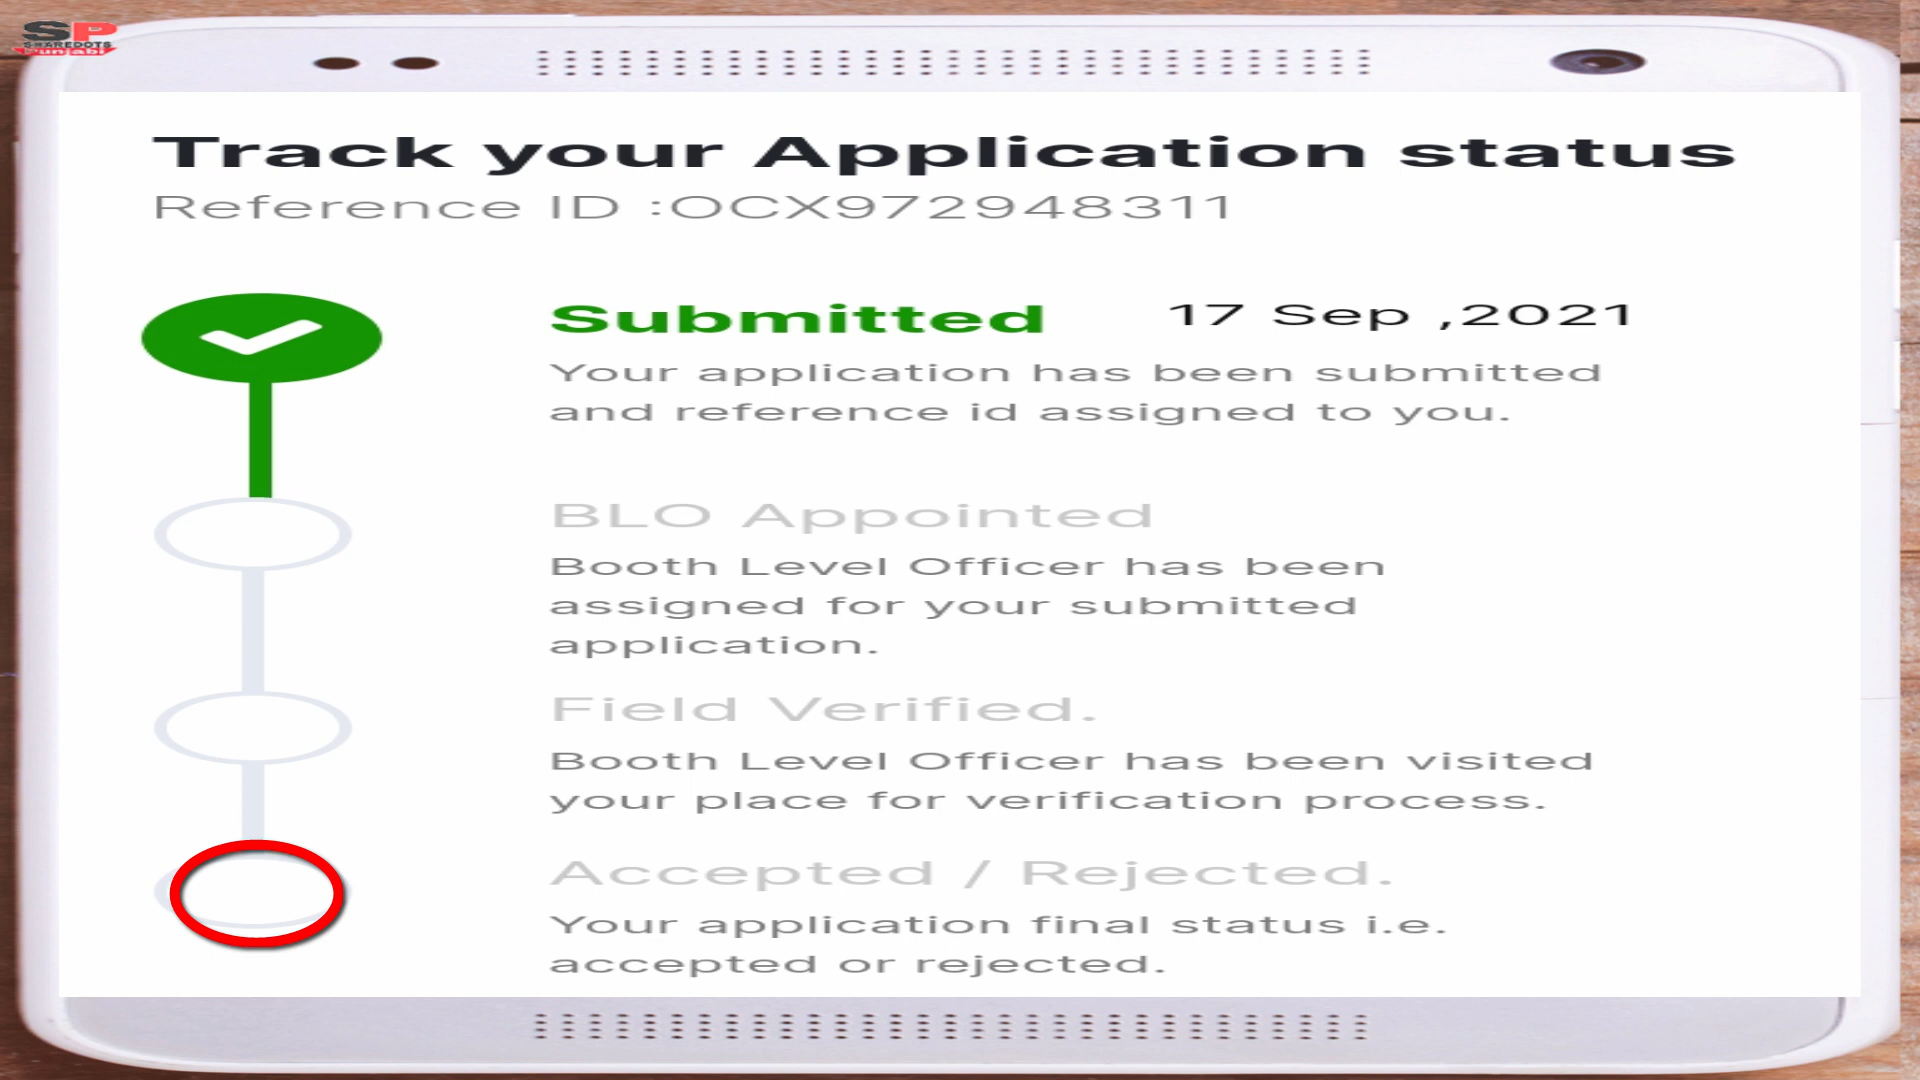 SP
SHAREDOTS
Punjabi
Track your Application status
Reference ID :OCX972948311
Submitted 17 Sep ,2021
Your application has been submitted
and reference id assigned to you.
BLO Appointed
Booth Level Officer has been
assigned for your submitted
application.
Field Verified.
Booth Level Officer has been visited
your place for verification process.
Accepted / Rejected.
Your application final status i.e.
accepted or rejected.